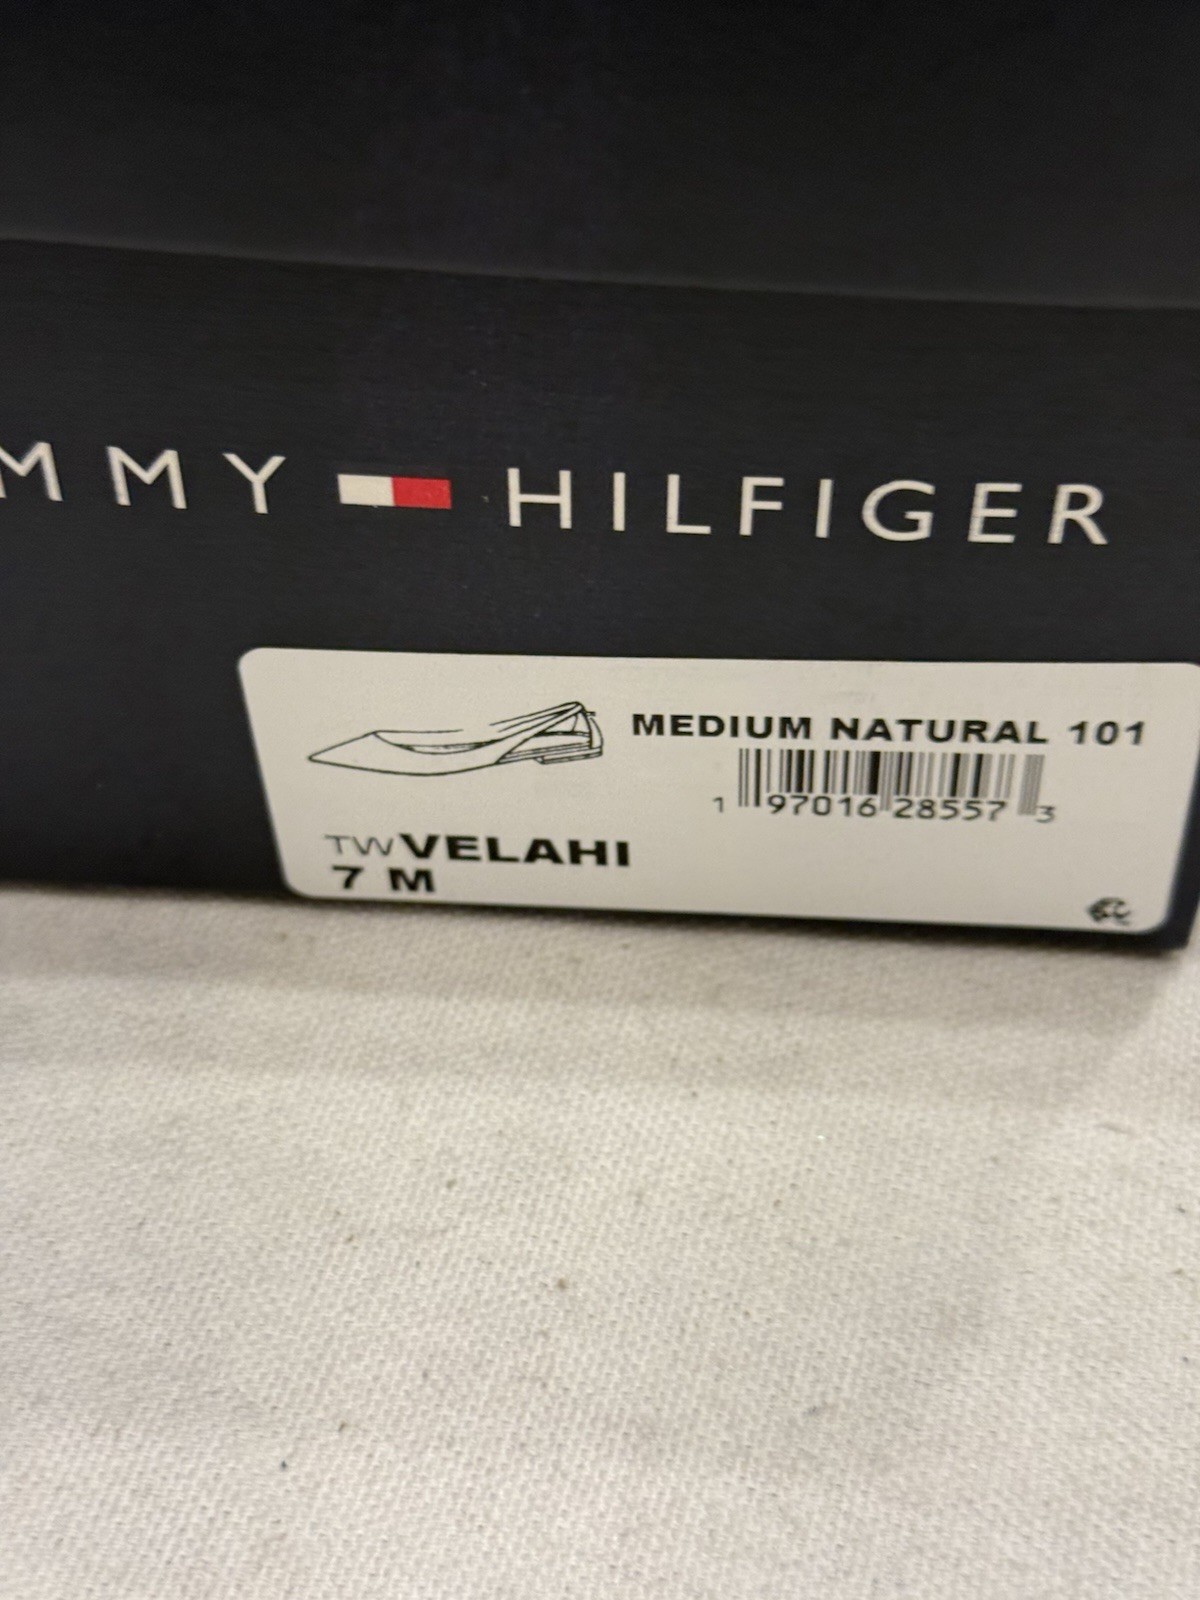 MMY HILFIGER
MEDIUM NATURAL 101
1 97016 28557 3
TWVELAHI
7 M